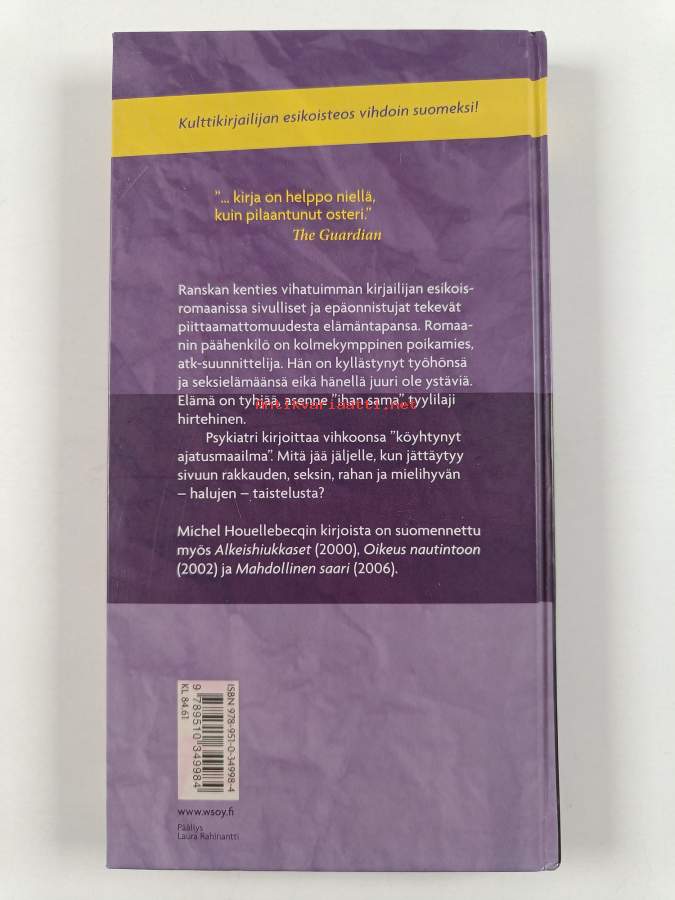 Kulttikirjailijan esikoisteos vihdoin suomeksi!
"... kirja on helppo niellä,
kuin pilaantunut osteri."
The Guardian
Ranskan kenties vihatuimman kirjailijan esikois-
romaanissa sivulliset ja epäonnistujat tekevät
piittaamattomuudesta elämäntapansa. Romaa-
nin päähenkilö on kolmekymppinen poikamies,
atk-suunnittelija. Hän on kyllästynyt työhönsä
ja seksielämäänsä eikä hänellä juuri ole ystäviä.
Elämä on tyhjää, asenne "ihan sama", tyylilaji
antikvariaatti.net
hirtehinen.
Psykiatri kirjoittaa vihkoonsa "köyhtynyt
ajatusmaailma". Mitä jää jäljelle, kun jättäytyy
sivuun rakkauden, seksin, rahan ja mielihyvän
– halujen – taistelusta?
Michel Houellebecqin kirjoista on suomennettu
myös Alkeishiukkaset (2000), Oikeus nautintoon
(2002) ja Mahdollinen saari (2006).
ISBN 978-951-0-34998-4
9 789510 349984
KL 84.61
www.wsoy.fi
Päällys
Laura Rahinantti